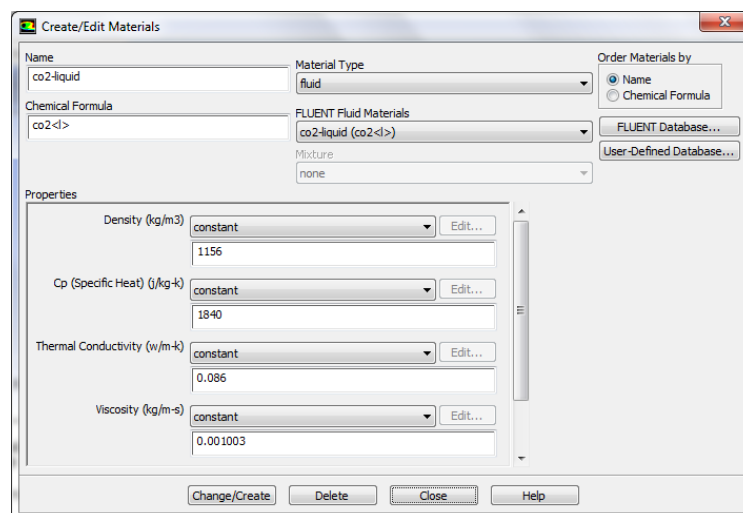 Create/Edit Materials
Name
co2-liquid
Chemical Formula
co2<l>
Material Type
fluid
FLUENT Fluid Materials
co2-liquid (co2<l>)
Mixture
none
Order Materials by
Name
Chemical Formula
FLUENT Database...
User-Defined Database...
Properties
Density (kg/m3) constant Edit...
1156
Cp (Specific Heat) (j/kg-k) constant Edit...
1840
Thermal Conductivity (w/m-k) constant Edit...
0.086
Viscosity (kg/m-s) constant Edit...
0.001003
Change/Create Delete Close Help